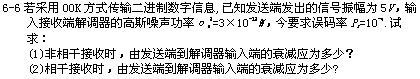 6-6 若采用 OOK 方式传输二进制数字信息,已知发送端发出的信号振幅为 5V,输
入接收端解调器的高斯噪声功率 σₙ²=3×10⁻¹²W,今要求误码率 Pₑ=10⁻⁴. 试
求:
(1)非相干接收时,由发送端到解调器输入端的衰减应为多少?
(2)相干接收时,由发送端到解调器输入端的衰减应为多少?